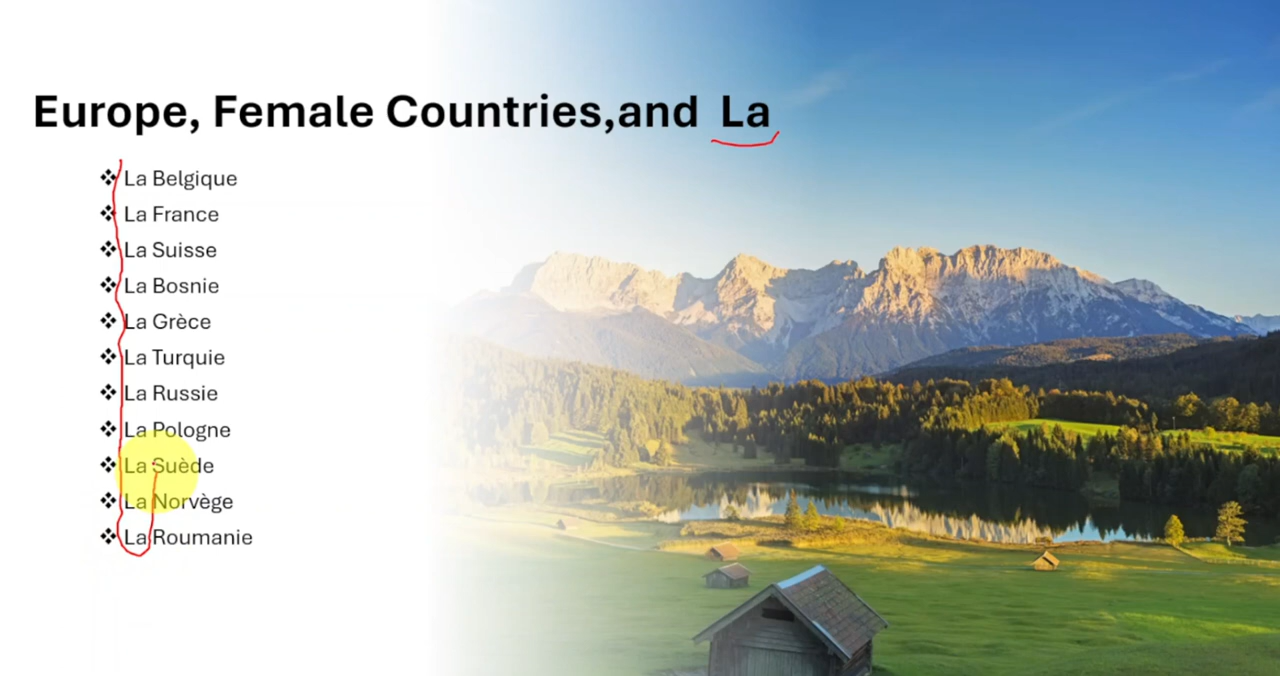 Europe, Female Countries,and La
La Belgique
La France
La Suisse
La Bosnie
La Grèce
La Turquie
La Russie
La Pologne
La Suède
La Norvège
La Roumanie